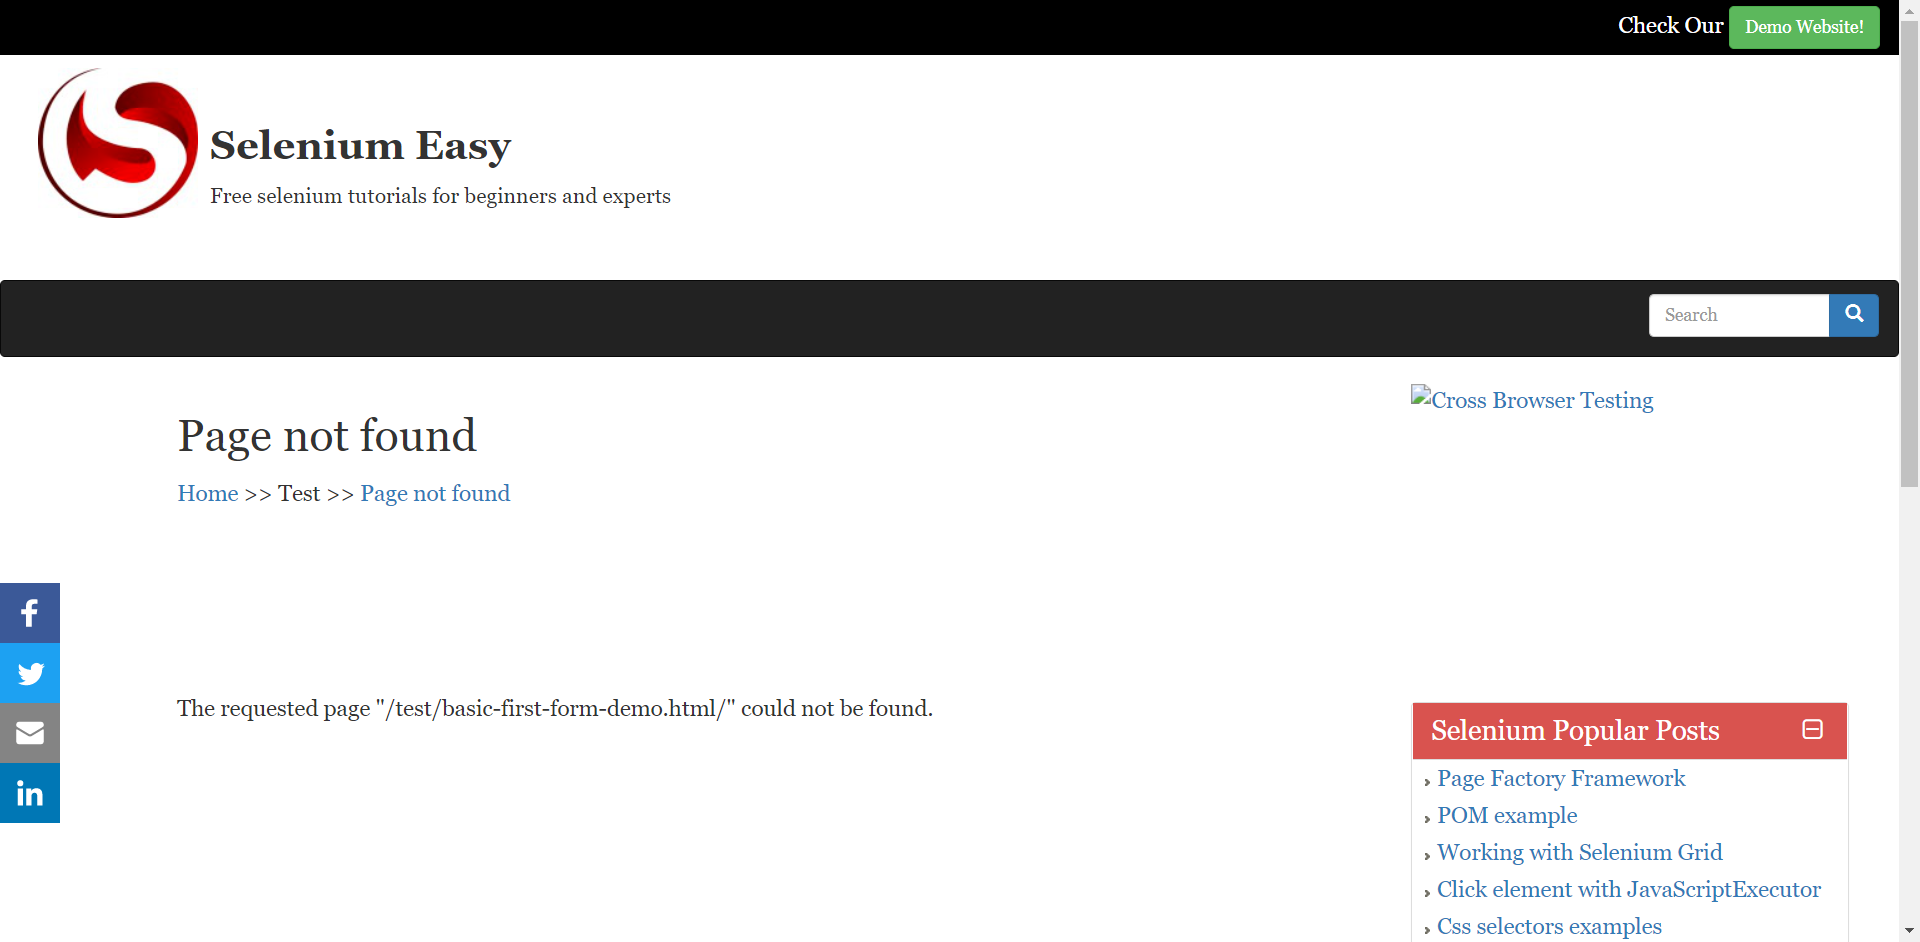 Check Our Demo Website!
Selenium Easy
Free selenium tutorials for beginners and experts
Search
Cross Browser Testing
Page not found
Home >> Test >> Page not found
The requested page "/test/basic-first-form-demo.html/" could not be found.
Selenium Popular Posts
Page Factory Framework
POM example
Working with Selenium Grid
Click element with JavaScriptExecutor
Css selectors examples